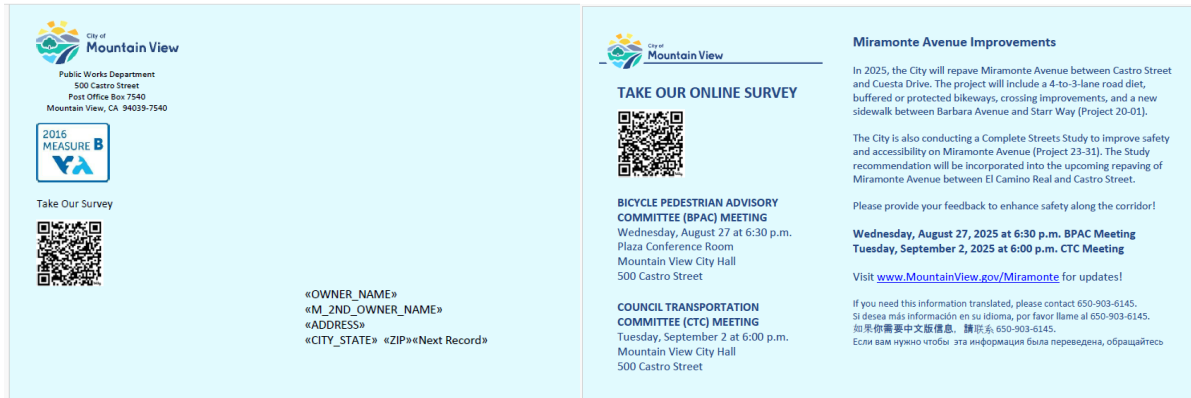 City of
Mountain View
Public Works Department
500 Castro Street
Post Office Box 7540
Mountain View, CA  94039-7540
2016
MEASURE B
VTA
Take Our Survey
«OWNER_NAME»
«M_2ND_OWNER_NAME»
«ADDRESS»
«CITY_STATE»  «ZIP»«Next Record»
City of
Mountain View
TAKE OUR ONLINE SURVEY
BICYCLE PEDESTRIAN ADVISORY
COMMITTEE (BPAC) MEETING
Wednesday, August 27 at 6:30 p.m.
Plaza Conference Room
Mountain View City Hall
500 Castro Street
COUNCIL TRANSPORTATION
COMMITTEE (CTC) MEETING
Tuesday, September 2 at 6:00 p.m.
Mountain View City Hall
500 Castro Street
Miramonte Avenue Improvements
In 2025, the City will repave Miramonte Avenue between Castro Street
and Cuesta Drive. The project will include a 4-to-3-lane road diet,
buffered or protected bikeways, crossing improvements, and a new
sidewalk between Barbara Avenue and Starr Way (Project 20-01).
The City is also conducting a Complete Streets Study to improve safety
and accessibility on Miramonte Avenue (Project 23-31). The Study
recommendation will be incorporated into the upcoming repaving of
Miramonte Avenue between El Camino Real and Castro Street.
Please provide your feedback to enhance safety along the corridor!
Wednesday, August 27, 2025 at 6:30 p.m. BPAC Meeting
Tuesday, September 2, 2025 at 6:00 p.m. CTC Meeting
Visit www.MountainView.gov/Miramonte for updates!
If you need this information translated, please contact 650-903-6145.
Si desea más información en su idioma, por favor llame al 650-903-6145.
如果你需要中文版信息，請联系 650-903-6145.
Если вам нужно чтобы  эта информация была переведена, обращайтесь